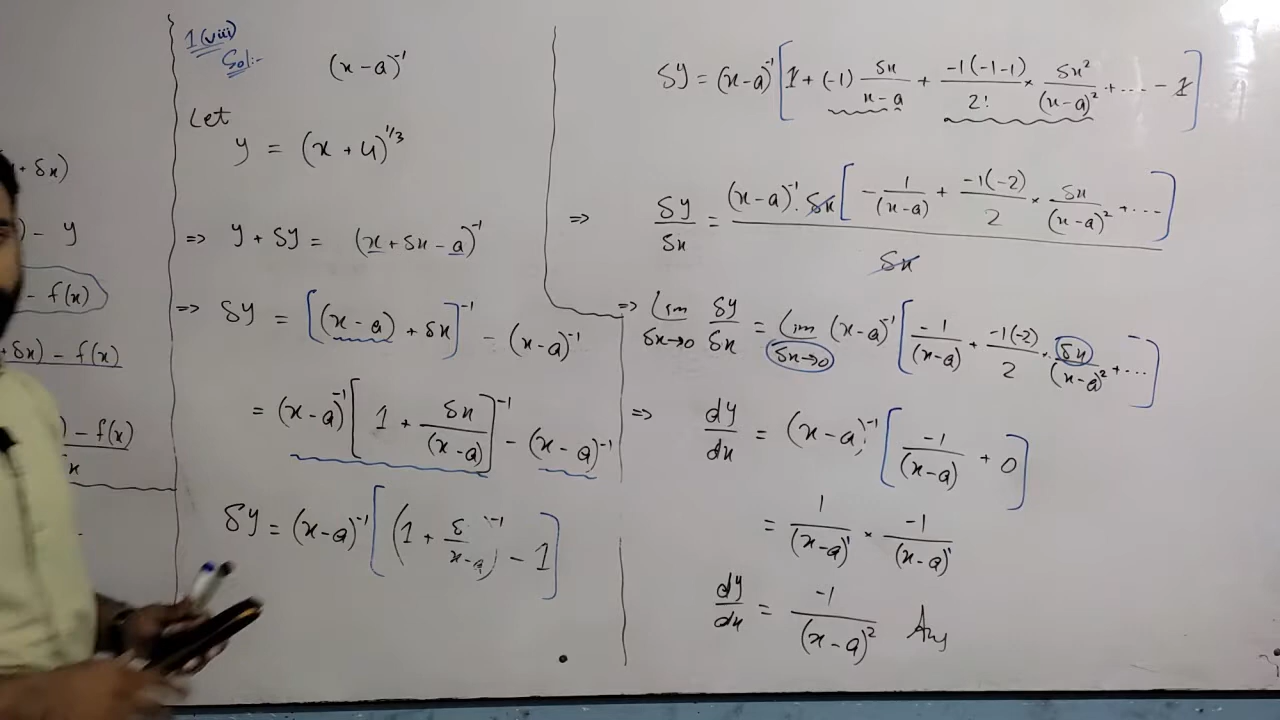 + δx)
) - y
- f(x)
+δx) - f(x)
) - f(x)
x
1(viii)
Sol:-
(x-a)⁻¹
Let
y = (x+4)^1/3
=> y + δy = (x+δx-a)⁻¹
=> δy = [(x-a) + δx]⁻¹ - (x-a)⁻¹
= (x-a)⁻¹[1 + δx/(x-a)]⁻¹ - (x-a)⁻¹
δy = (x-a)⁻¹[(1 + δ/x-a)⁻¹ - 1]
δy = (x-a)⁻¹[1 + (-1) δx/x-a + -1(-1-1)/2! × δx²/(x-a)² + ... - 1]
=> δy/δx = (x-a)⁻¹.δx[-1/(x-a) + -1(-2)/2 × δx/(x-a)² + ...]/δx
=> Lim δx→0 δy/δx = Lim δx→0 (x-a)⁻¹[-1/(x-a) + -1(-2)/2 × δx/(x-a)² + ...]
=> dy/dx = (x-a)⁻¹[-1/(x-a) + 0]
= 1/(x-a)¹ × -1/(x-a)¹
dy/dx = -1/(x-a)² Ans